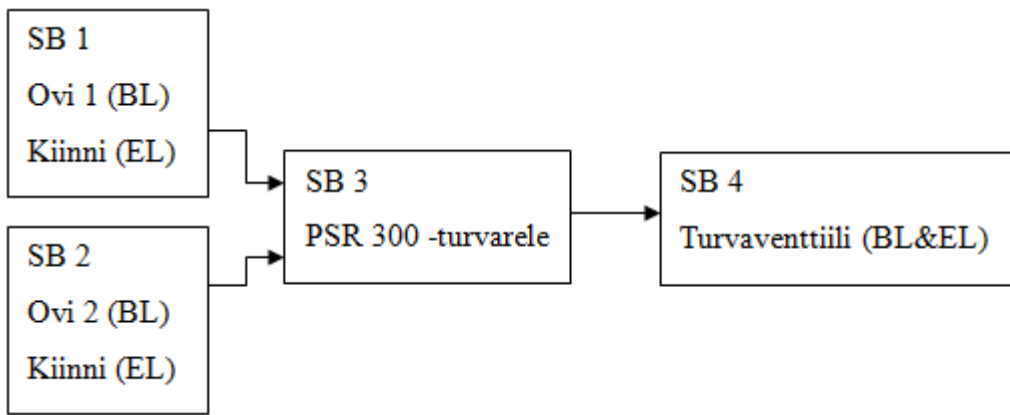 SB 1
Ovi 1 (BL)
Kiinni (EL)
SB 2
Ovi 2 (BL)
Kiinni (EL)
SB 3
PSR 300 -turvarele
SB 4
Turvaventtiili (BL&EL)